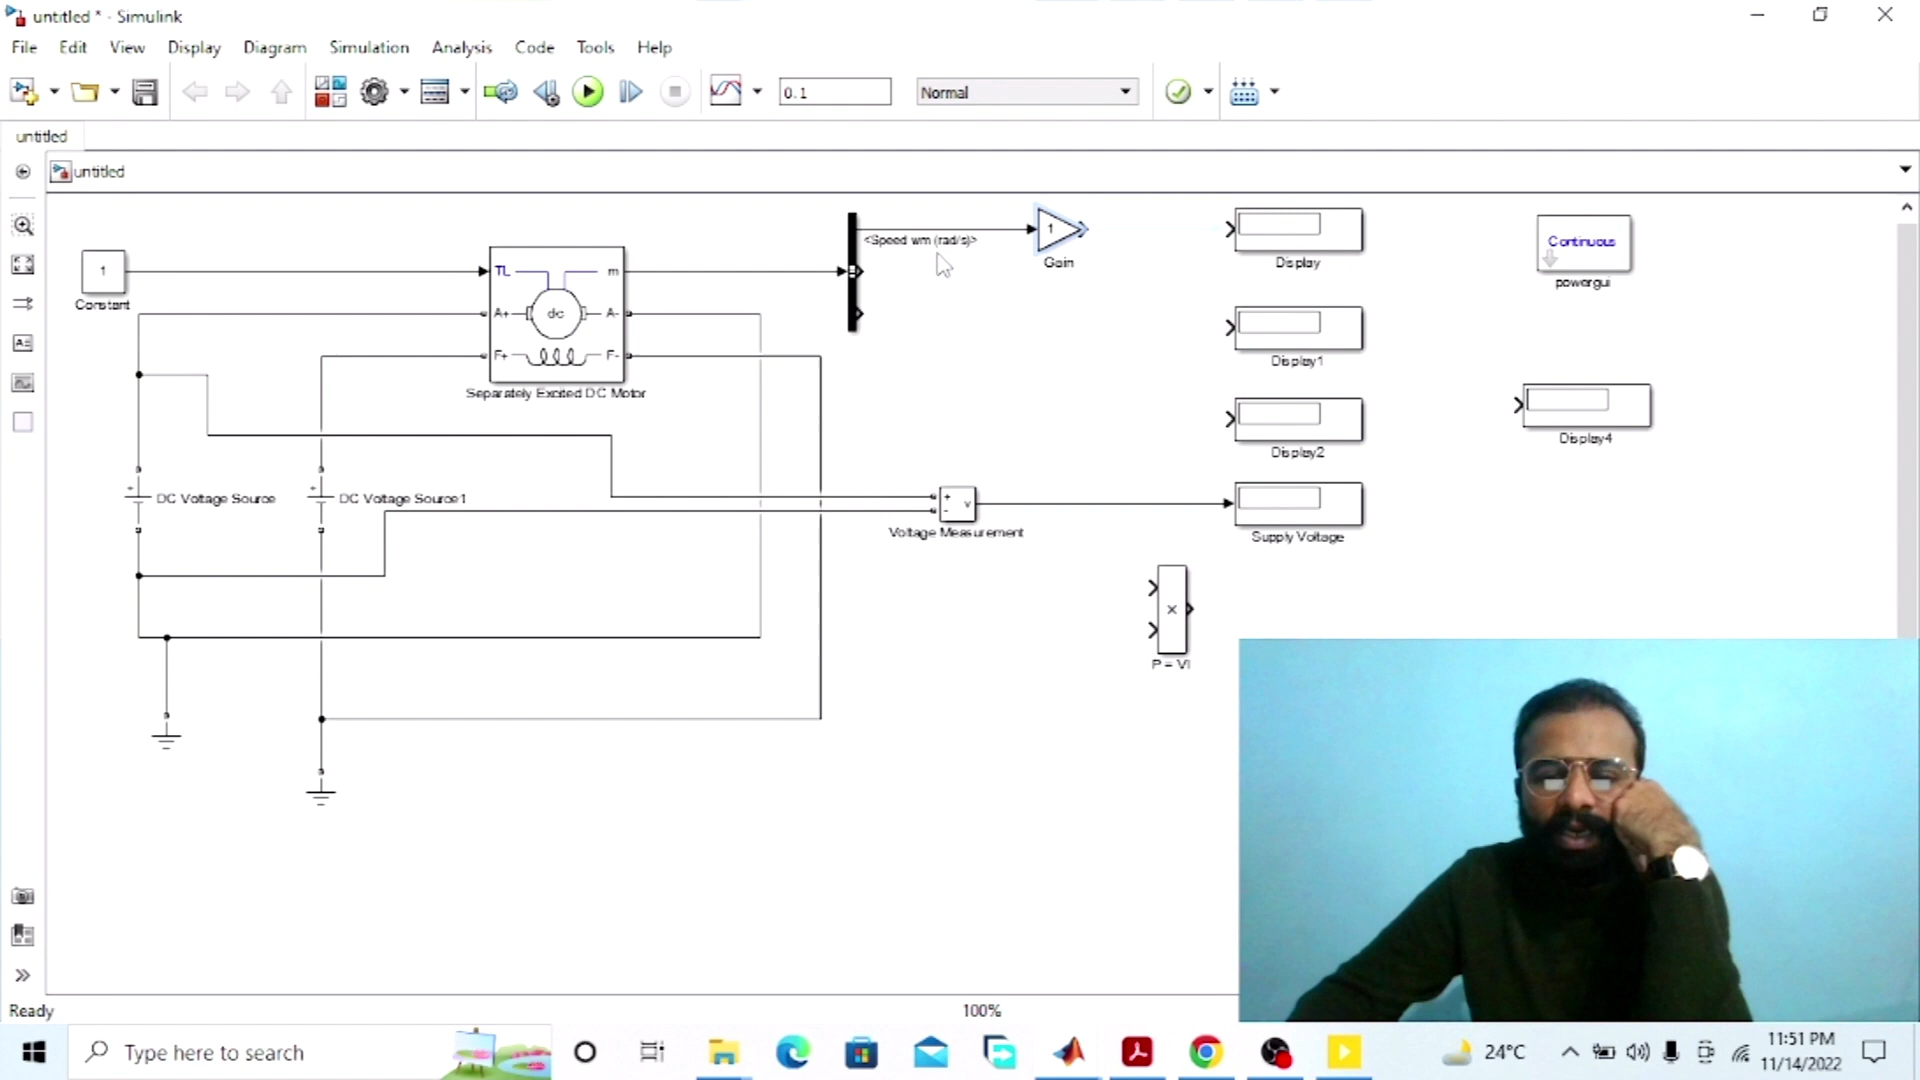 untitled * - Simulink
File Edit View Display Diagram Simulation Analysis Code Tools Help
0.1 Normal
untitled
untitled
1
Constant
TL m
A+ dc A-
F+ F-
Separately Excited DC Motor
<Speed wm (rad/s)>
1
Gain
Display
Continuous
powergui
Display1
Display4
Display2
DC Voltage Source
DC Voltage Source1
+
-
v
Voltage Measurement
Supply Voltage
×
P = VI
Ready
100%
Type here to search
24°C
11:51 PM
11/14/2022